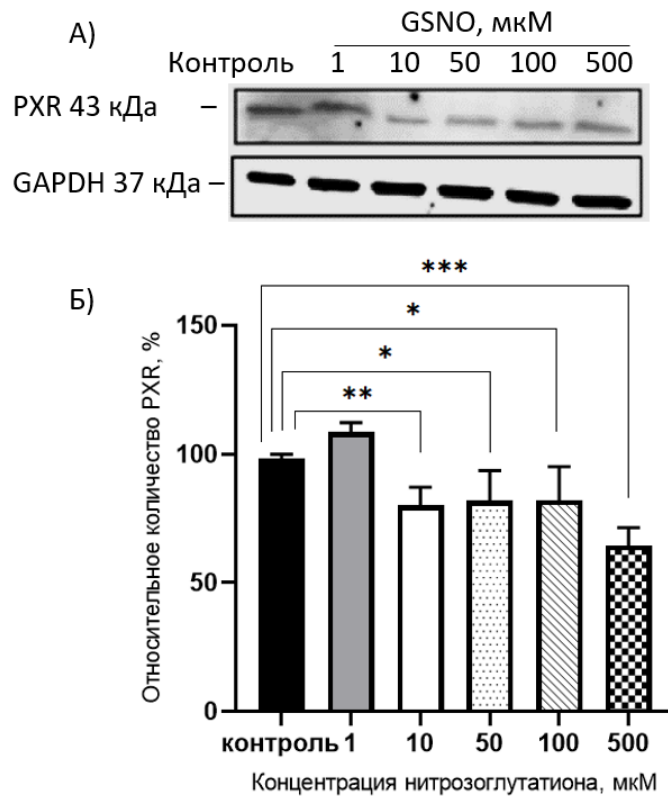 А)
GSNO, мкМ
Контроль 1 10 50 100 500
PXR 43 кДа –
GAPDH 37 кДа –
Б)
***
*
*
**
Относительное количество PXR, %
150
100
50
0
контроль 1 10 50 100 500
Концентрация нитрозоглутатиона, мкМ